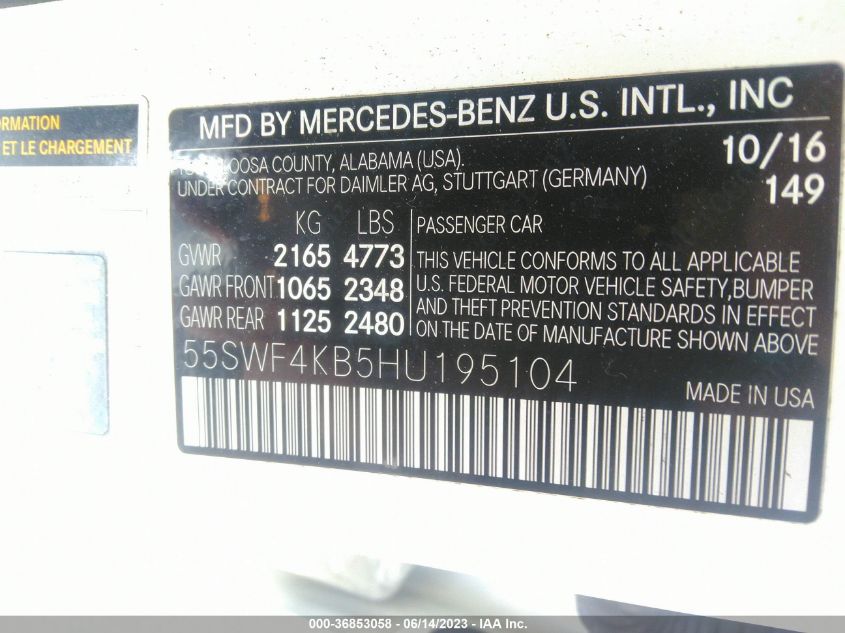 RMATION
E ET LE CHARGEMENT
MFD BY MERCEDES-BENZ U.S. INTL., INC
LOOSA COUNTY, ALABAMA (USA).
10/16
UNDER CONTRACT FOR DAIMLER AG, STUTTGART (GERMANY)
149
KG LBS
PASSENGER CAR
GVWR 2165 4773
GAWR FRONT 1065 2348
GAWR REAR 1125 2480
THIS VEHICLE CONFORMS TO ALL APPLICABLE
U.S. FEDERAL MOTOR VEHICLE SAFETY, BUMPER
AND THEFT PREVENTION STANDARDS IN EFFECT
ON THE DATE OF MANUFACTURE SHOWN ABOVE
55SWF4KB5HU195104
MADE IN USA
000-36853058 - 06/14/2023 - IAA Inc.